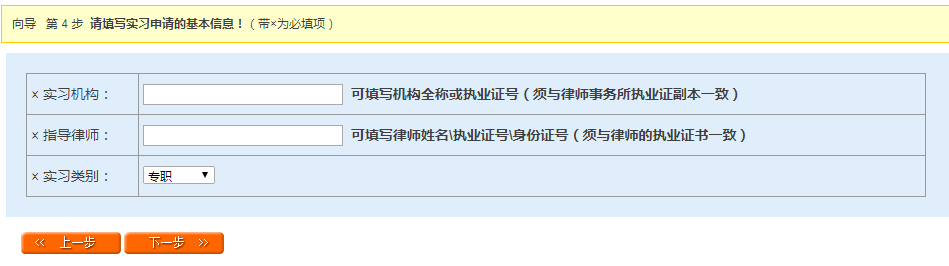 向导 第 4 步 请填写实习申请的基本信息！（带×为必填项）
× 实习机构： 可填写机构全称或执业证号（须与律师事务所执业证副本一致）
× 指导律师： 可填写律师姓名\执业证号\身份证号（须与律师的执业证书一致）
× 实习类别： 专职
上一步 下一步